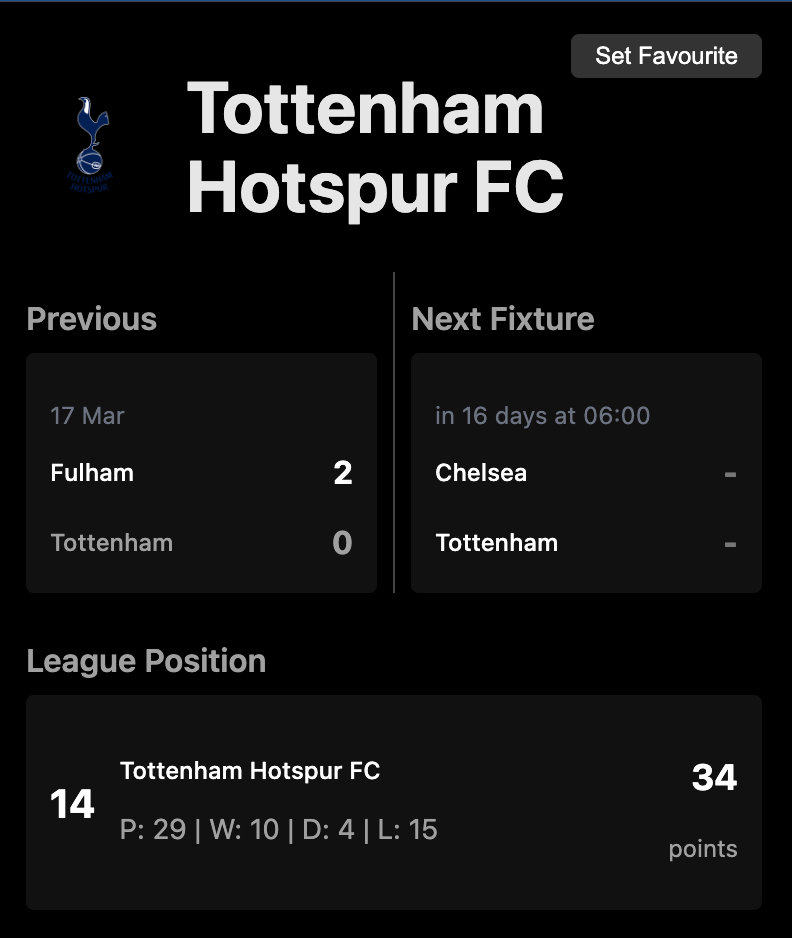 Set Favourite
Tottenham
Hotspur FC
TOTTENHAM
HOTSPUR
Previous
17 Mar
Fulham 2
Tottenham 0
Next Fixture
in 16 days at 06:00
Chelsea -
Tottenham -
League Position
14
Tottenham Hotspur FC
P: 29 | W: 10 | D: 4 | L: 15
34
points